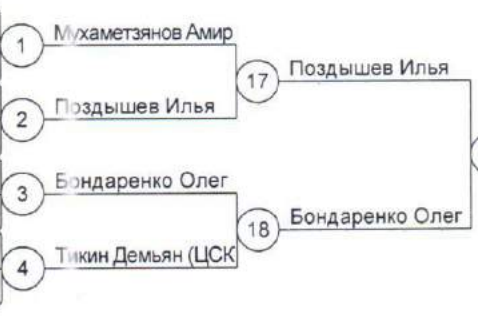 1 Мухаметзянов Амир
17 Поздышев Илья
2 Поздышев Илья
3 Бондаренко Олег
18 Бондаренко Олег
4 Тикин Демьян (ЦСК